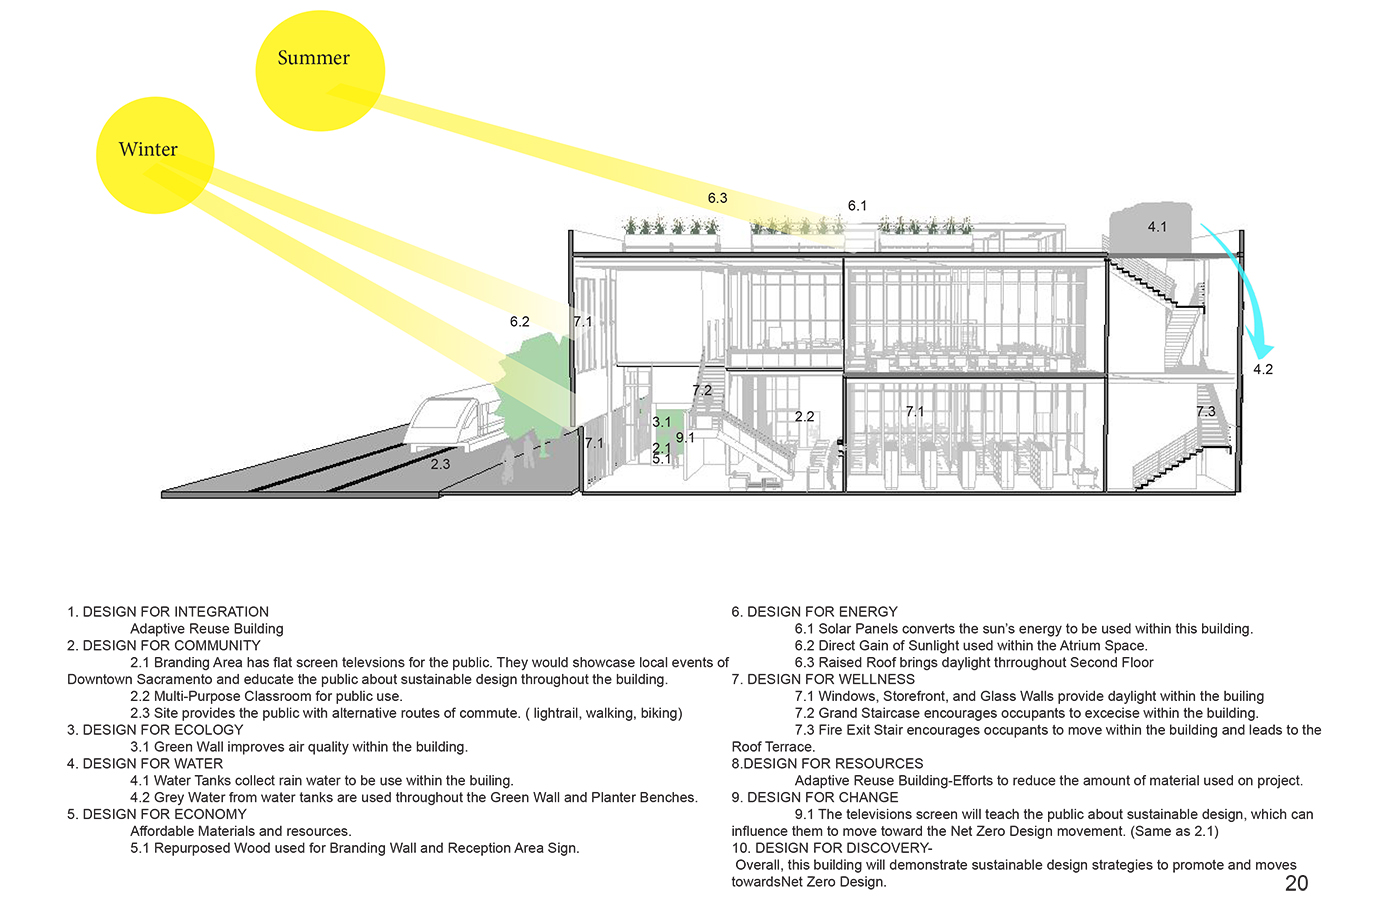 Summer
Winter
6.3
6.1
4.1
6.2
7.1
4.2
7.2
2.2
7.1
7.3
3.1
9.1
7.1
2.1
5.1
2.3
1. DESIGN FOR INTEGRATION
Adaptive Reuse Building
2. DESIGN FOR COMMUNITY
2.1 Branding Area has flat screen televsions for the public. They would showcase local events of
Downtown Sacramento and educate the public about sustainable design throughout the building.
2.2 Multi-Purpose Classroom for public use.
2.3 Site provides the public with alternative routes of commute. ( lightrail, walking, biking)
3. DESIGN FOR ECOLOGY
3.1 Green Wall improves air quality within the building.
4. DESIGN FOR WATER
4.1 Water Tanks collect rain water to be use within the builing.
4.2 Grey Water from water tanks are used throughout the Green Wall and Planter Benches.
5. DESIGN FOR ECONOMY
Affordable Materials and resources.
5.1 Repurposed Wood used for Branding Wall and Reception Area Sign.
6. DESIGN FOR ENERGY
6.1 Solar Panels converts the sun's energy to be used within this building.
6.2 Direct Gain of Sunlight used within the Atrium Space.
6.3 Raised Roof brings daylight thrroughout Second Floor
7. DESIGN FOR WELLNESS
7.1 Windows, Storefront, and Glass Walls provide daylight within the builing
7.2 Grand Staircase encourages occupants to excecise within the building.
7.3 Fire Exit Stair encourages occupants to move within the building and leads to the
Roof Terrace.
8.DESIGN FOR RESOURCES
Adaptive Reuse Building-Efforts to reduce the amount of material used on project.
9. DESIGN FOR CHANGE
9.1 The televisions screen will teach the public about sustainable design, which can
influence them to move toward the Net Zero Design movement. (Same as 2.1)
10. DESIGN FOR DISCOVERY-
Overall, this building will demonstrate sustainable design strategies to promote and moves
towardsNet Zero Design.
20